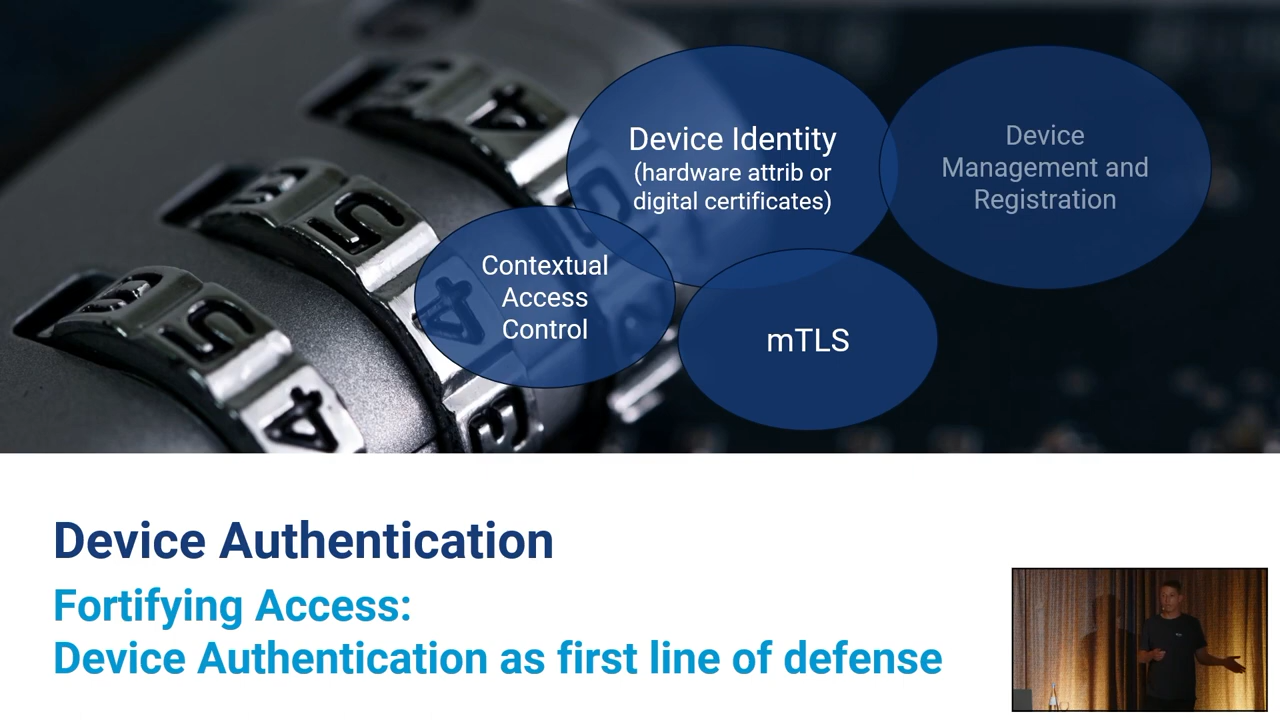 Device Identity
(hardware attrib or
digital certificates)
Device
Management and
Registration
Contextual
Access
Control
mTLS
Device Authentication
Fortifying Access:
Device Authentication as first line of defense